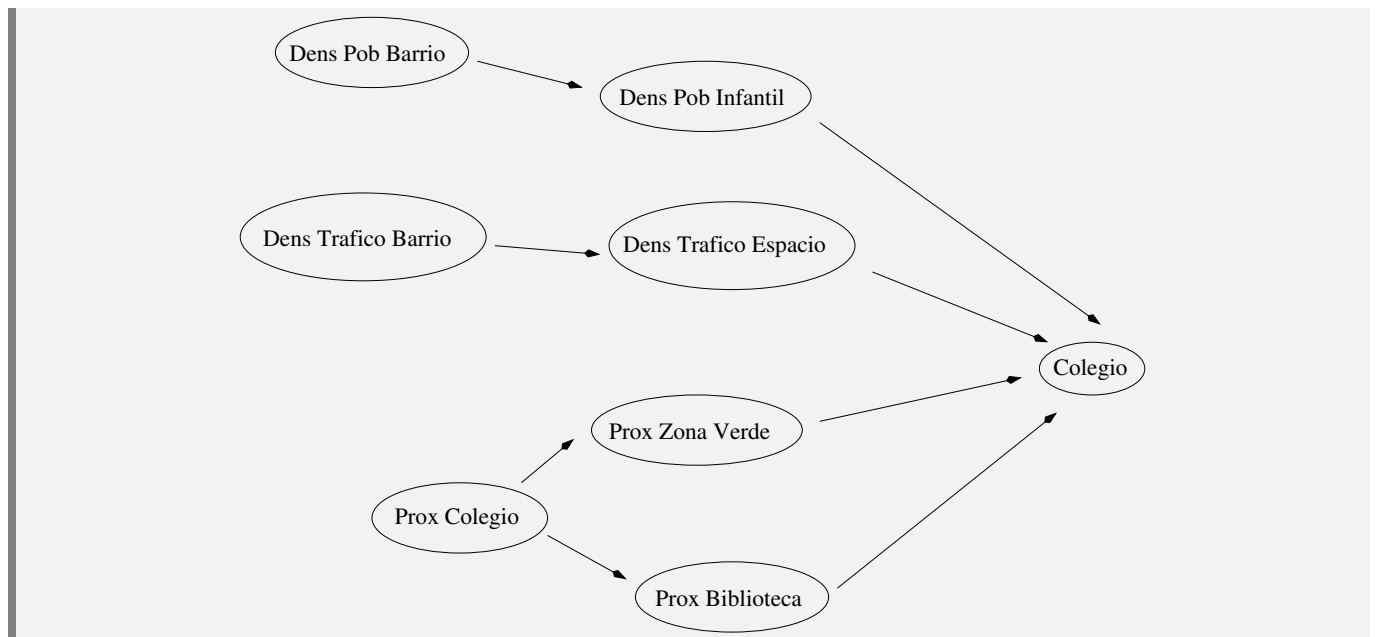 Dens Pob Barrio
Dens Pob Infantil
Dens Trafico Barrio
Dens Trafico Espacio
Colegio
Prox Zona Verde
Prox Colegio
Prox Biblioteca